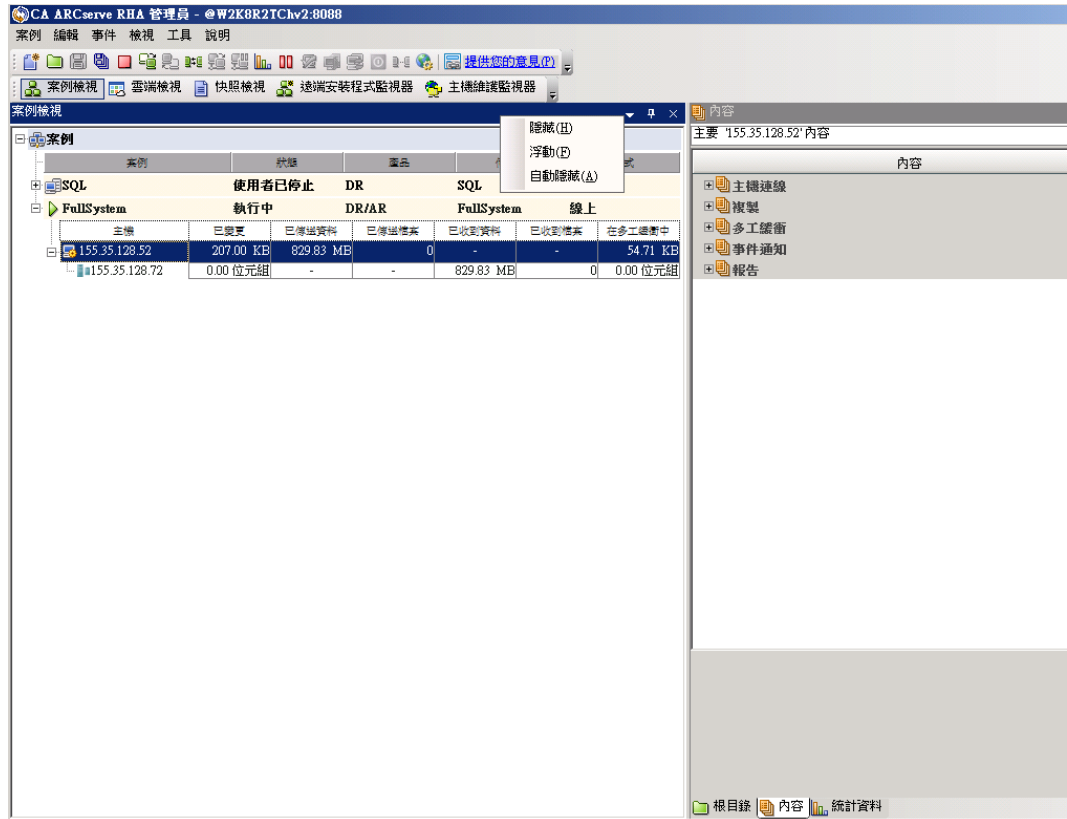 CA ARCserve RHA 管理員 - @W2K8R2TChv2:8088
案例 編輯 事件 檢視 工具 說明
提供您的意見(P)
案例檢視 雲端檢視 快照檢視 遠端安裝程式監視器 主機維護監視器
案例檢視
隱藏(H)
浮動(F)
自動隱藏(A)
案例
案例 狀態 產品 式
SQL 使用者已停止 DR SQL
FullSystem 執行中 DR/AR FullSystem 線上
主機 已變更 已傳送資料 已傳送檔案 已收到資料 已收到檔案 在多工緩衝中
155.35.128.52 207.00 KB 829.83 MB 0 - - 54.71 KB
155.35.128.72 0.00 位元組 - - 829.83 MB 0 0.00 位元組
內容
主要 '155.35.128.52' 內容
內容
主機連線
複製
多工緩衝
事件通知
報告
根目錄 內容 統計資料